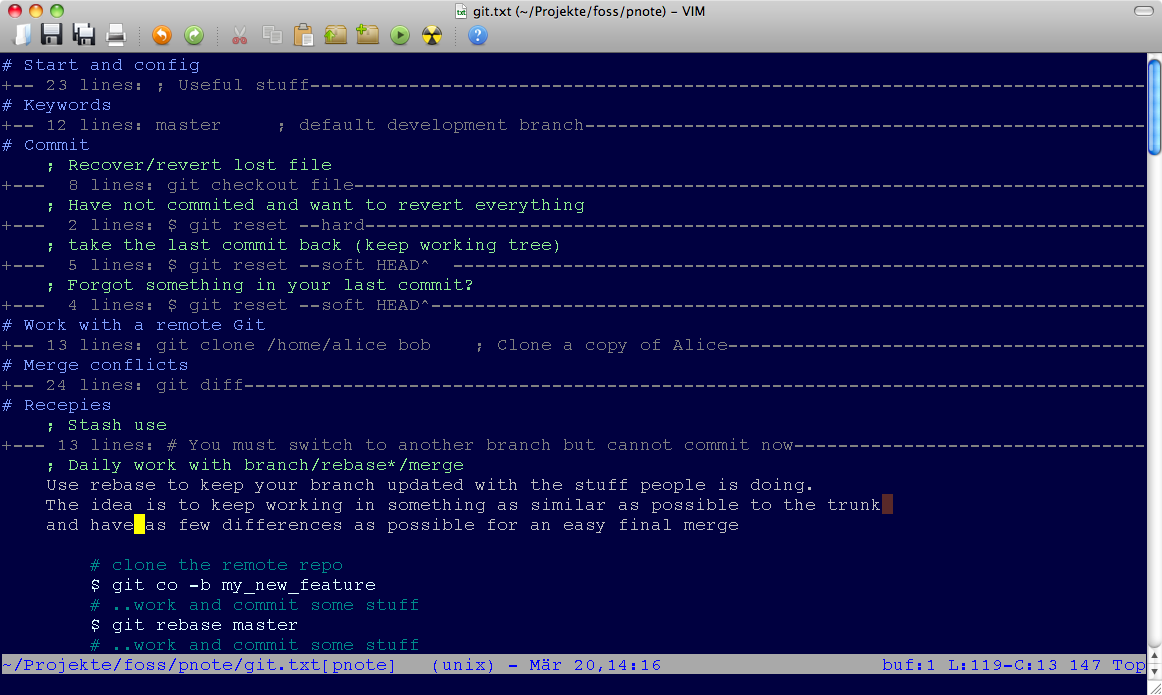 git.txt (~/Projekte/foss/pnote) – VIM
# Start and config
+-- 23 lines: ; Useful stuff----------------------------------------------------------------------------
# Keywords
+-- 12 lines: master     ; default development branch---------------------------------------------------
# Commit
    ; Recover/revert lost file
+---  8 lines: git checkout file------------------------------------------------------------------------
    ; Have not commited and want to revert everything
+---  2 lines: $ git reset --hard-----------------------------------------------------------------------
    ; take the last commit back (keep working tree)
+---  5 lines: $ git reset --soft HEAD^  ---------------------------------------------------------------
    ; Forgot something in your last commit?
+---  4 lines: $ git reset --soft HEAD^-----------------------------------------------------------------
# Work with a remote Git
+-- 13 lines: git clone /home/alice bob    ; Clone a copy of Alice--------------------------------------
# Merge conflicts
+-- 24 lines: git diff----------------------------------------------------------------------------------
# Recepies
    ; Stash use
+--- 13 lines: # You must switch to another branch but cannot commit now--------------------------------
    ; Daily work with branch/rebase*/merge
    Use rebase to keep your branch updated with the stuff people is doing.
    The idea is to keep working in something as similar as possible to the trunk
    and have as few differences as possible for an easy final merge
        # clone the remote repo
        $ git co -b my_new_feature
        # ..work and commit some stuff
        $ git rebase master
        # ..work and commit some stuff
~/Projekte/foss/pnote/git.txt[pnote]   (unix) - Mär 20,14:16                    buf:1 L:119-C:13 147 Top